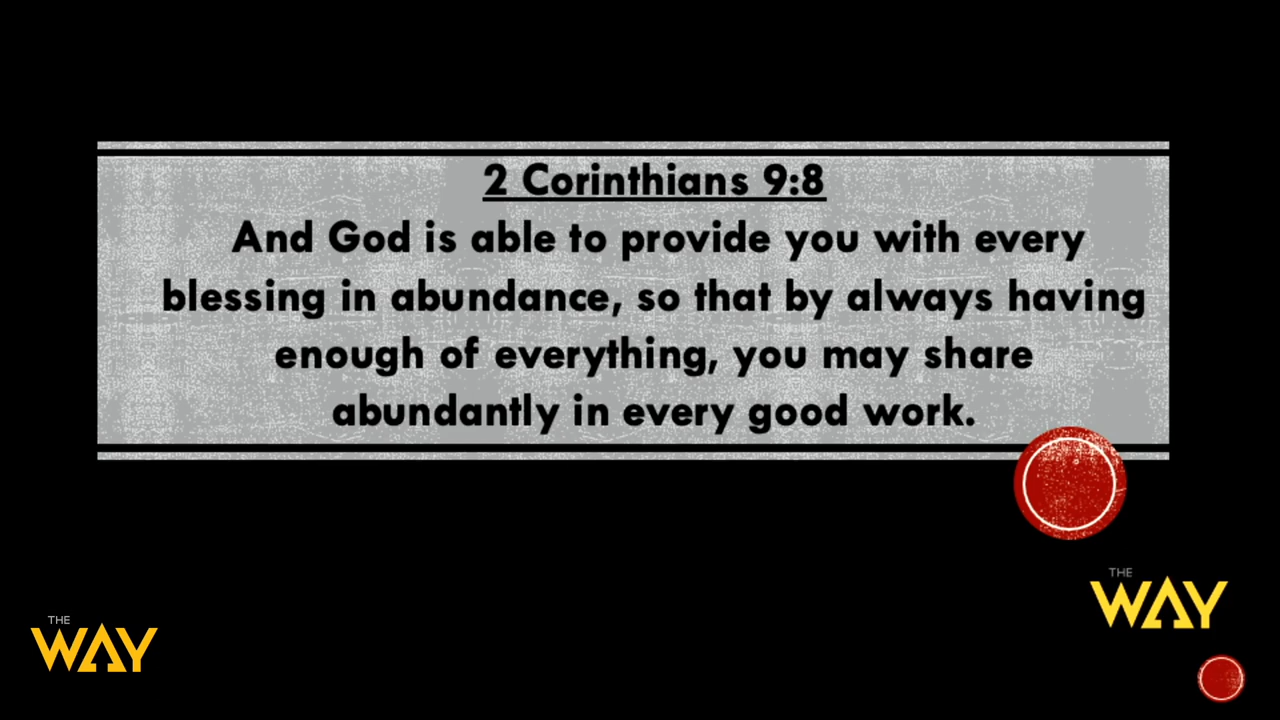 2 Corinthians 9:8
And God is able to provide you with every
blessing in abundance, so that by always having
enough of everything, you may share
abundantly in every good work.
THE
WAY
THE
WAY